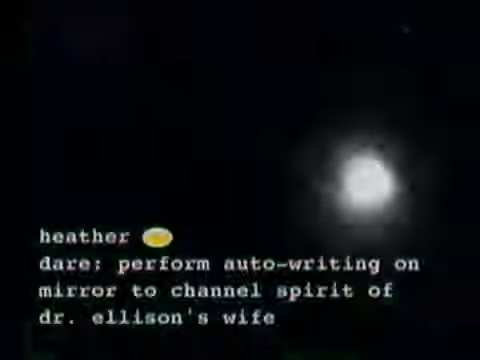 heather
dare: perform auto-writing on
mirror to channel spirit of
dr. ellison's wife